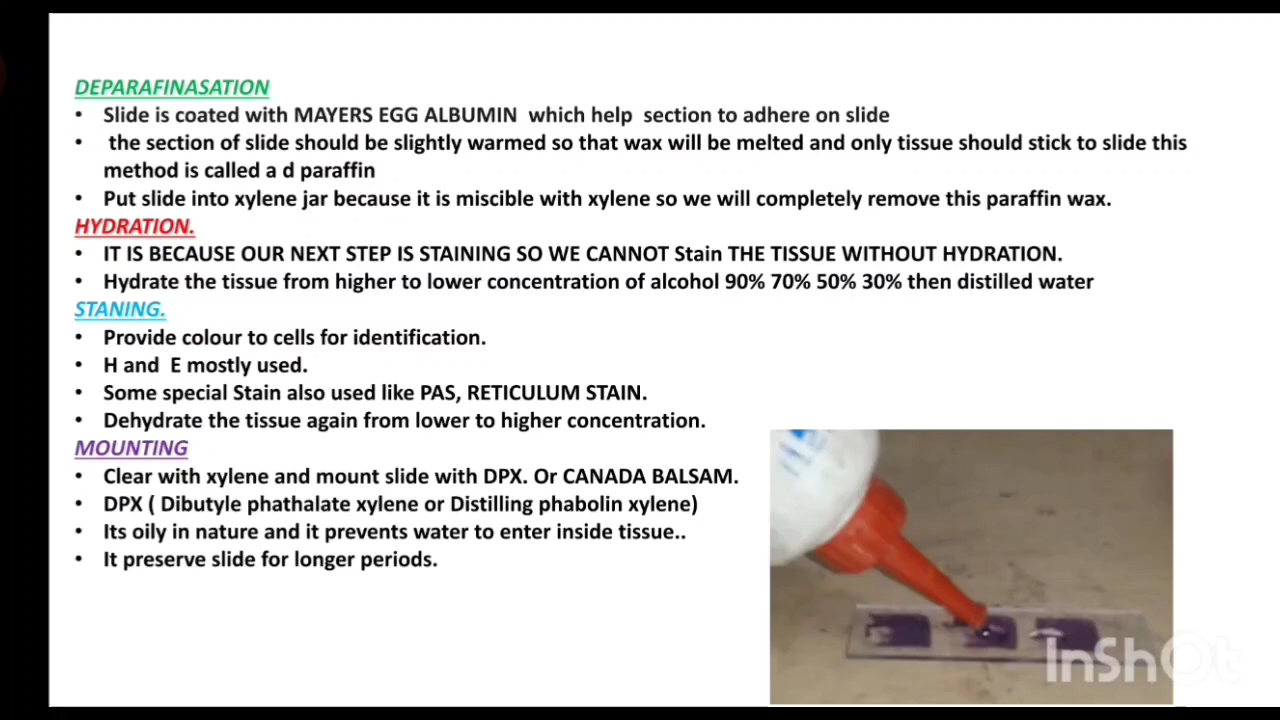 DEPARAFINASATION
• Slide is coated with MAYERS EGG ALBUMIN which help section to adhere on slide
• the section of slide should be slightly warmed so that wax will be melted and only tissue should stick to slide this
method is called a d paraffin
• Put slide into xylene jar because it is miscible with xylene so we will completely remove this paraffin wax.
HYDRATION.
• IT IS BECAUSE OUR NEXT STEP IS STAINING SO WE CANNOT Stain THE TISSUE WITHOUT HYDRATION.
• Hydrate the tissue from higher to lower concentration of alcohol 90% 70% 50% 30% then distilled water
STANING.
• Provide colour to cells for identification.
• H and E mostly used.
• Some special Stain also used like PAS, RETICULUM STAIN.
• Dehydrate the tissue again from lower to higher concentration.
MOUNTING
• Clear with xylene and mount slide with DPX. Or CANADA BALSAM.
• DPX ( Dibutyle phathalate xylene or Distilling phabolin xylene)
• Its oily in nature and it prevents water to enter inside tissue..
• It preserve slide for longer periods.
InShOt